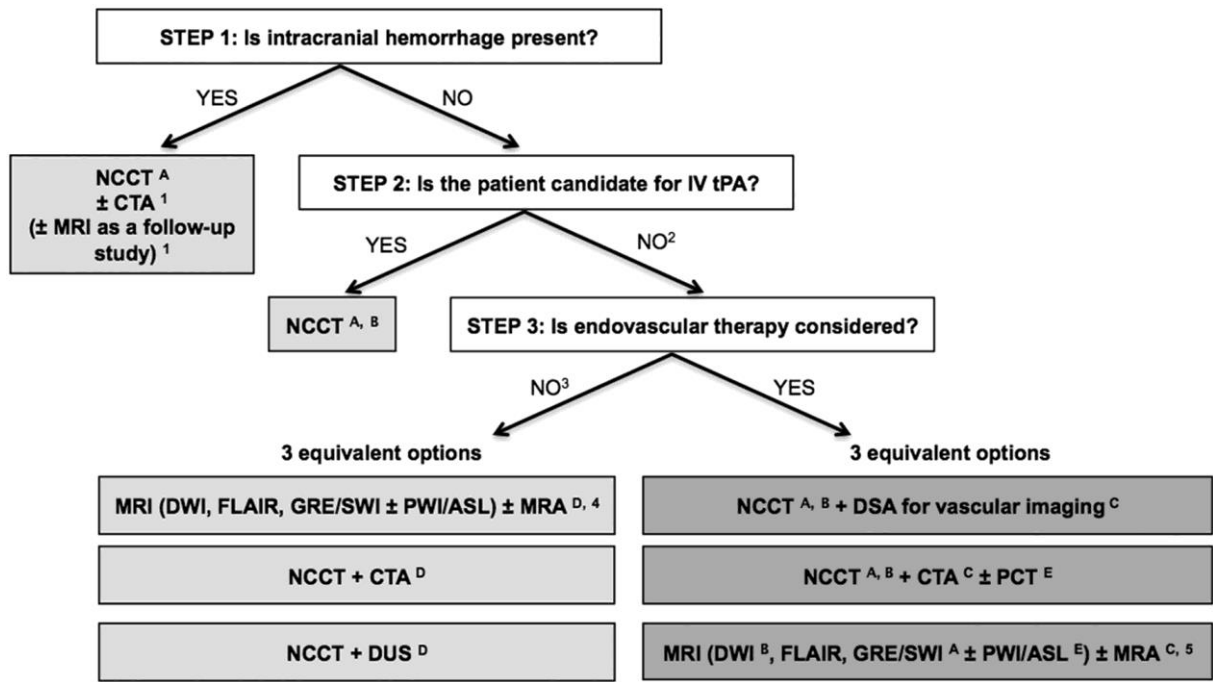 STEP 1: Is intracranial hemorrhage present?
YES
NO
NCCT A
± CTA 1
(± MRI as a follow-up
study) 1
STEP 2: Is the patient candidate for IV tPA?
YES
NO2
NCCT A, B
STEP 3: Is endovascular therapy considered?
NO3
YES
3 equivalent options
3 equivalent options
MRI (DWI, FLAIR, GRE/SWI ± PWI/ASL) ± MRA D, 4
NCCT A, B + DSA for vascular imaging C
NCCT + CTA D
NCCT A, B + CTA C ± PCT E
NCCT + DUS D
MRI (DWI B, FLAIR, GRE/SWI A ± PWI/ASL E) ± MRA C, 5